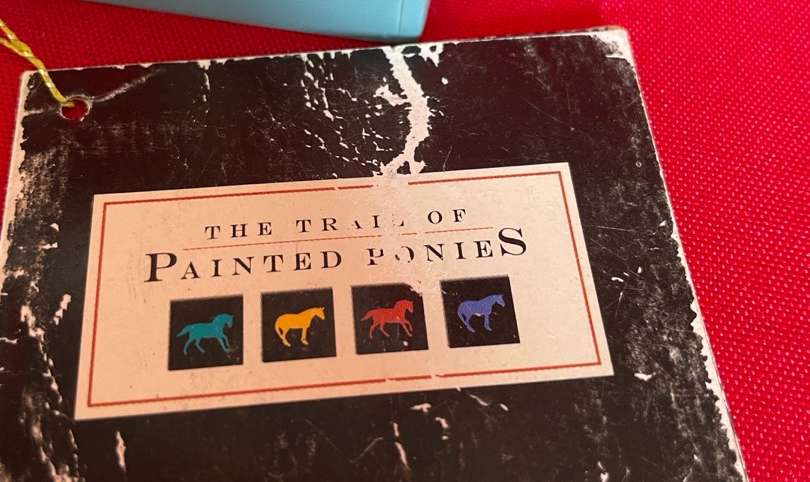 THE TRAIL OF
PAINTED PONIES